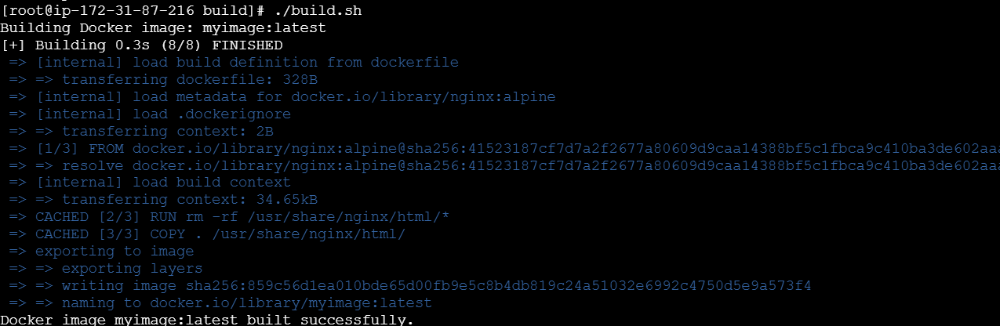 [root@ip-172-31-87-216 build]# ./build.sh
Building Docker image: myimage:latest
[+] Building 0.3s (8/8) FINISHED
=> [internal] load build definition from dockerfile
=> => transferring dockerfile: 328B
=> [internal] load metadata for docker.io/library/nginx:alpine
=> [internal] load .dockerignore
=> => transferring context: 2B
=> [1/3] FROM docker.io/library/nginx:alpine@sha256:41523187cf7d7a2f2677a80609d9caa14388bf5c1fbca9c410ba3de602aaa
=> => resolve docker.io/library/nginx:alpine@sha256:41523187cf7d7a2f2677a80609d9caa14388bf5c1fbca9c410ba3de602aaa
=> [internal] load build context
=> => transferring context: 34.65kB
=> CACHED [2/3] RUN rm -rf /usr/share/nginx/html/*
=> CACHED [3/3] COPY . /usr/share/nginx/html/
=> exporting to image
=> => exporting layers
=> => writing image sha256:859c56d1ea010bde65d00fb9e5c8b4db819c24a51032e6992c4750d5e9a573f4
=> => naming to docker.io/library/myimage:latest
Docker image myimage:latest built successfully.